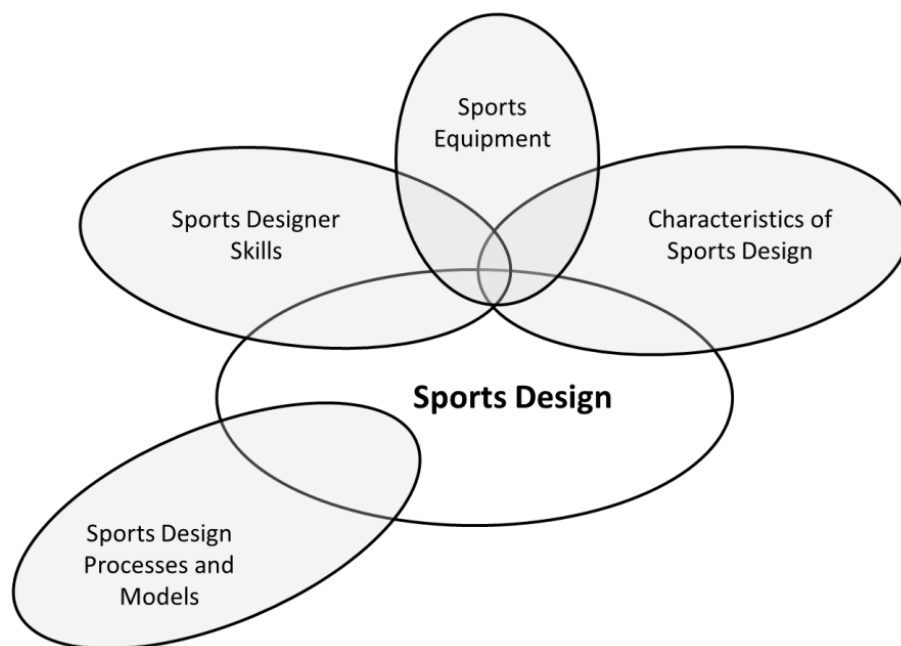 Sports
Equipment
Sports Designer
Skills
Characteristics of
Sports Design
Sports Design
Sports Design
Processes and
Models